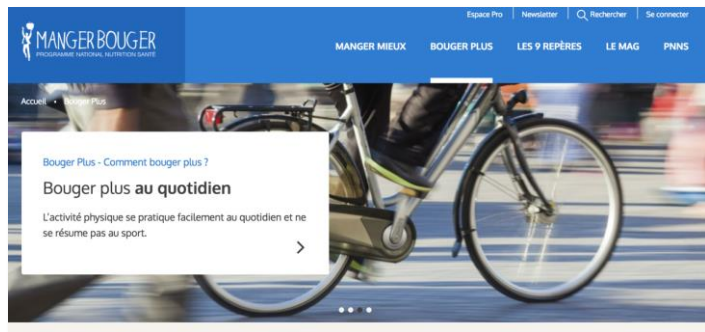 Espace Pro Newsletter Rechercher Se connecter
MANGER BOUGER
PROGRAMME NATIONAL NUTRITION SANTÉ
MANGER MIEUX BOUGER PLUS LES 9 REPÈRES LE MAG PNNS
Accueil • Bouger Plus
Bouger Plus - Comment bouger plus ?
Bouger plus au quotidien
L'activité physique se pratique facilement au quotidien et ne
se résume pas au sport.